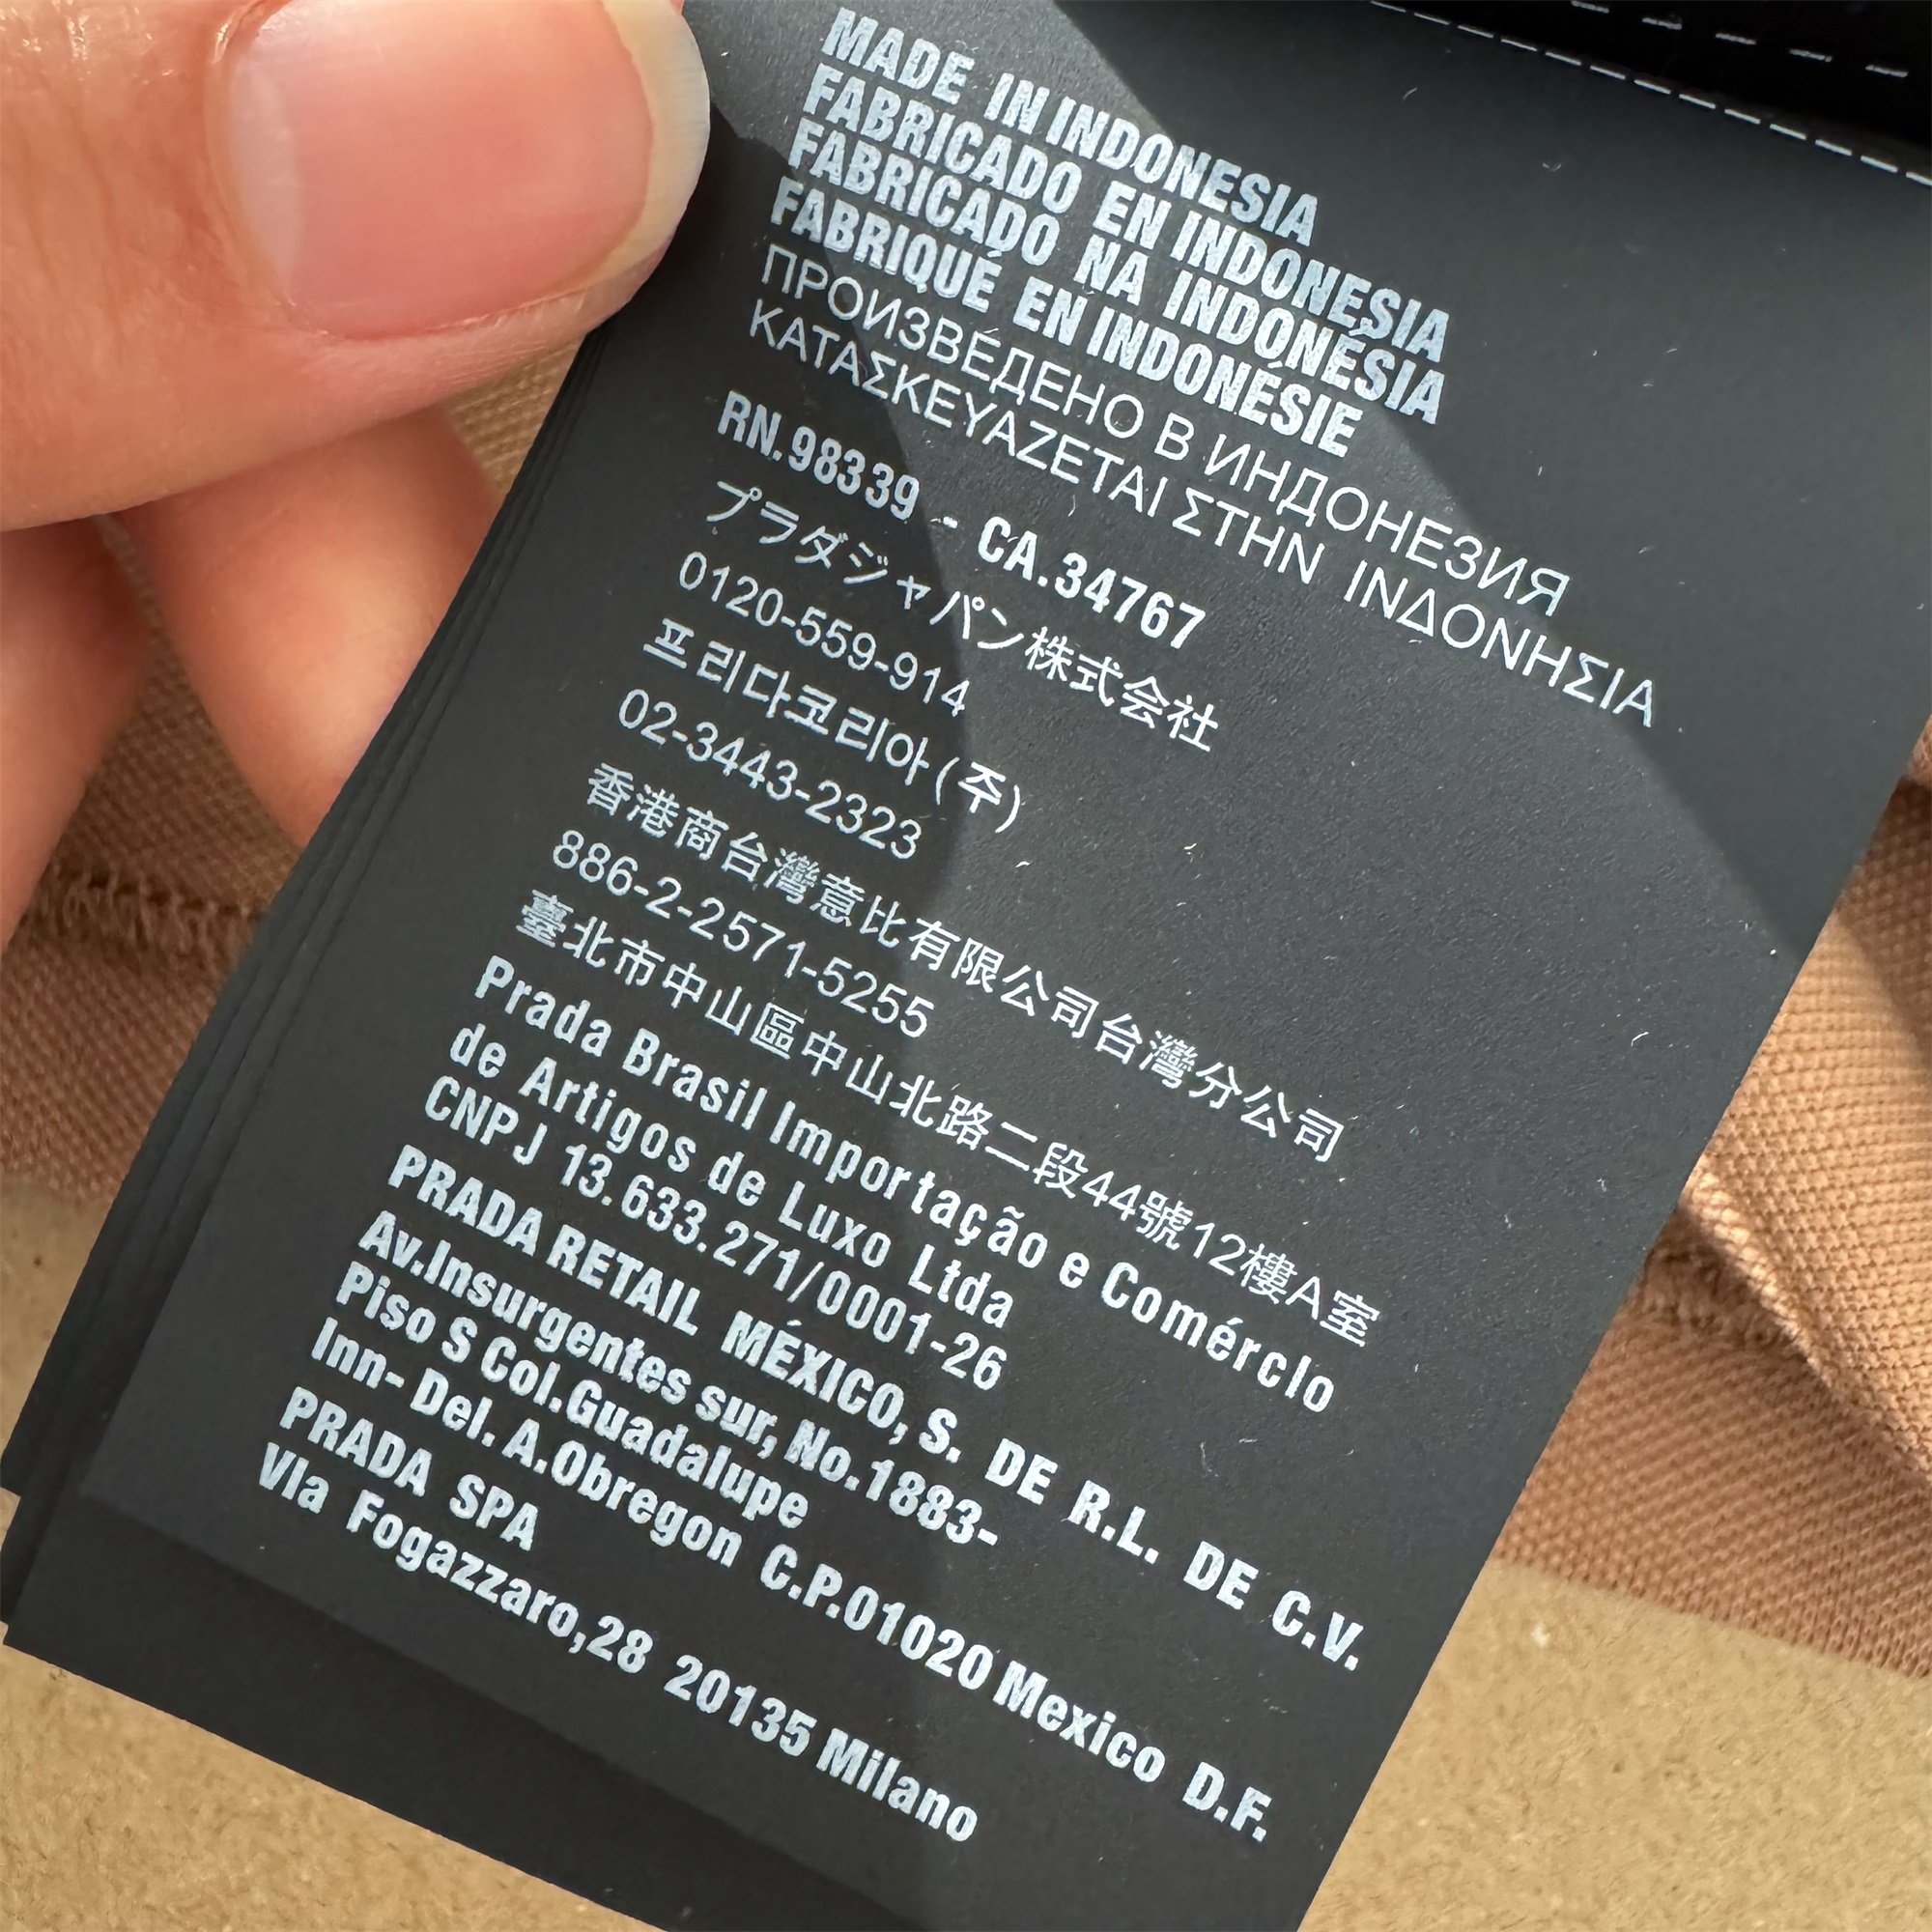 MADE IN INDONESIA
FABRICADO EN INDONESIA
FABRICADO NA INDONÉSIA
FABRIQUÉ EN INDONÉSIE
ПРОИЗВЕДЕНО В ИНДОНЕЗИЯ
ΚΑΤΑΣΚΕΥΑΖΕΤΑΙ ΣΤΗΝ ΙΝΔΟΝΗΣΙΑ
RN.98339 - CA.34767
プラダジャパン株式会社
0120-559-914
프리다코리아(주)
02-3443-2323
香港商台灣意比有限公司台灣分公司
886-2-2571-5255
臺北市中山區中山北路二段44號12樓A室
Prada Brasil Importação e Comércio
de Artigos de Luxo Ltda
CNPJ 13.633.271/0001-26
PRADA RETAIL MÉXICO, S. DE R.L. DE C.V.
Av.Insurgentes sur, No.1883-
Piso S Col.Guadalupe
Inn- Del. A.Obregon C.P.01020 Mexico D.F.
PRADA SPA
Via Fogazzaro,28 20135 Milano